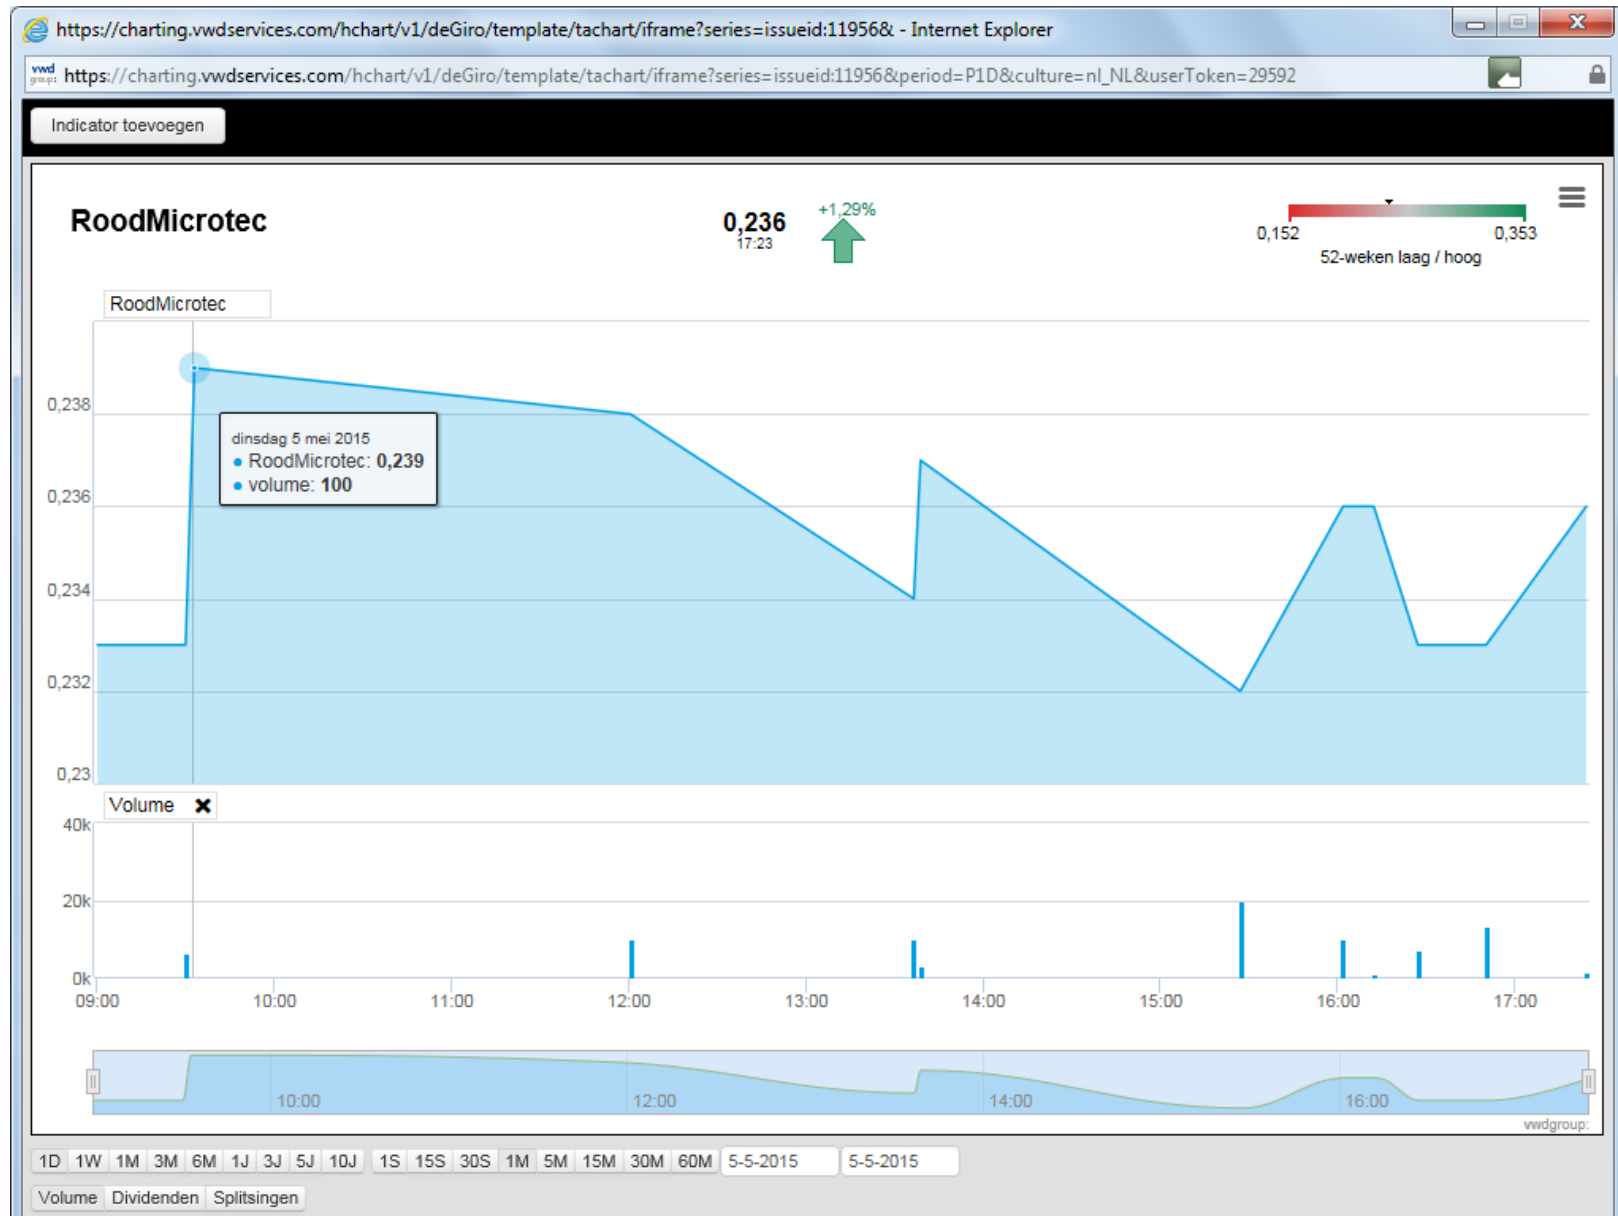 https://charting.vwdservices.com/hchart/v1/deGiro/template/tachart/iframe?series=issueid:11956& - Internet Explorer
vwd group: https://charting.vwdservices.com/hchart/v1/deGiro/template/tachart/iframe?series=issueid:11956&period=P1D&culture=nl_NL&userToken=29592
Indicator toevoegen
RoodMicrotec
0,236
17:23
+1,29%
0,152 0,353
52-weken laag / hoog
RoodMicrotec
0,238
dinsdag 5 mei 2015
RoodMicrotec: 0,239
volume: 100
0,236
0,234
0,232
0,23
Volume
40k
20k
0k
09:00 10:00 11:00 12:00 13:00 14:00 15:00 16:00 17:00
10:00 12:00 14:00 16:00
vwdgroup:
1D 1W 1M 3M 6M 1J 3J 5J 10J 1S 15S 30S 1M 5M 15M 30M 60M 5-5-2015 5-5-2015
Volume Dividenden Splitsingen